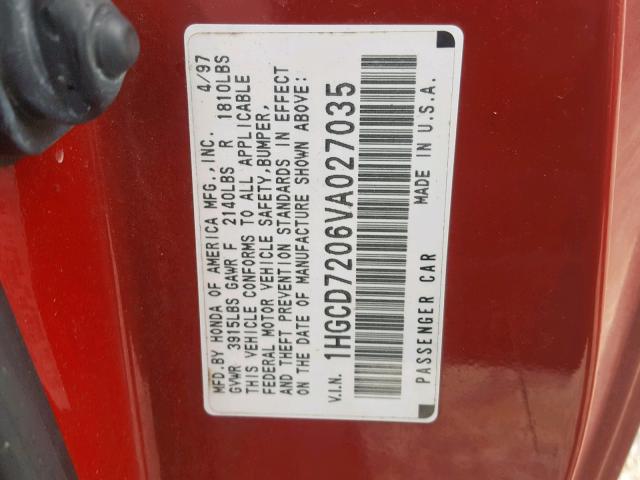 MFD.BY HONDA OF AMERICA MFG.,INC. 4/97
GVWR 3915LBS GAWR F 2140LBS R 1810LBS
THIS VEHICLE CONFORMS TO ALL APPLICABLE
FEDERAL MOTOR VEHICLE SAFETY,BUMPER,
AND THEFT PREVENTION STANDARDS IN EFFECT
ON THE DATE OF MANUFACTURE SHOWN ABOVE:
V.I.N. 1HGCD7206VA027035
PASSENGER CAR MADE IN U.S.A.